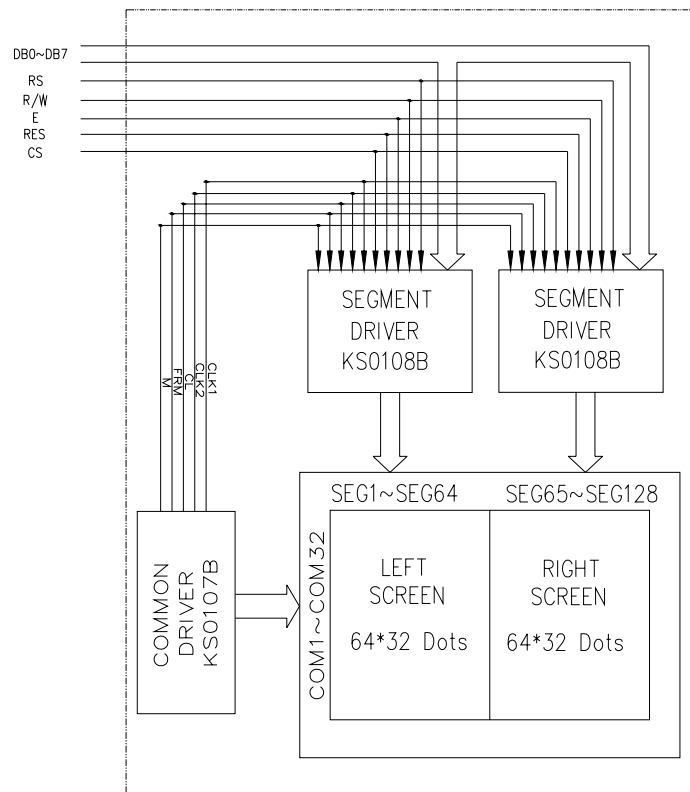 DB0~DB7
RS
R/W
E
RES
CS
SEGMENT
DRIVER
KS0108B
SEGMENT
DRIVER
KS0108B
CLK1
CLK2
CL
FRM
M
SEG1~SEG64
SEG65~SEG128
COMMON
DRIVER
KS0107B
COM1~COM32
LEFT
SCREEN
64*32 Dots
RIGHT
SCREEN
64*32 Dots